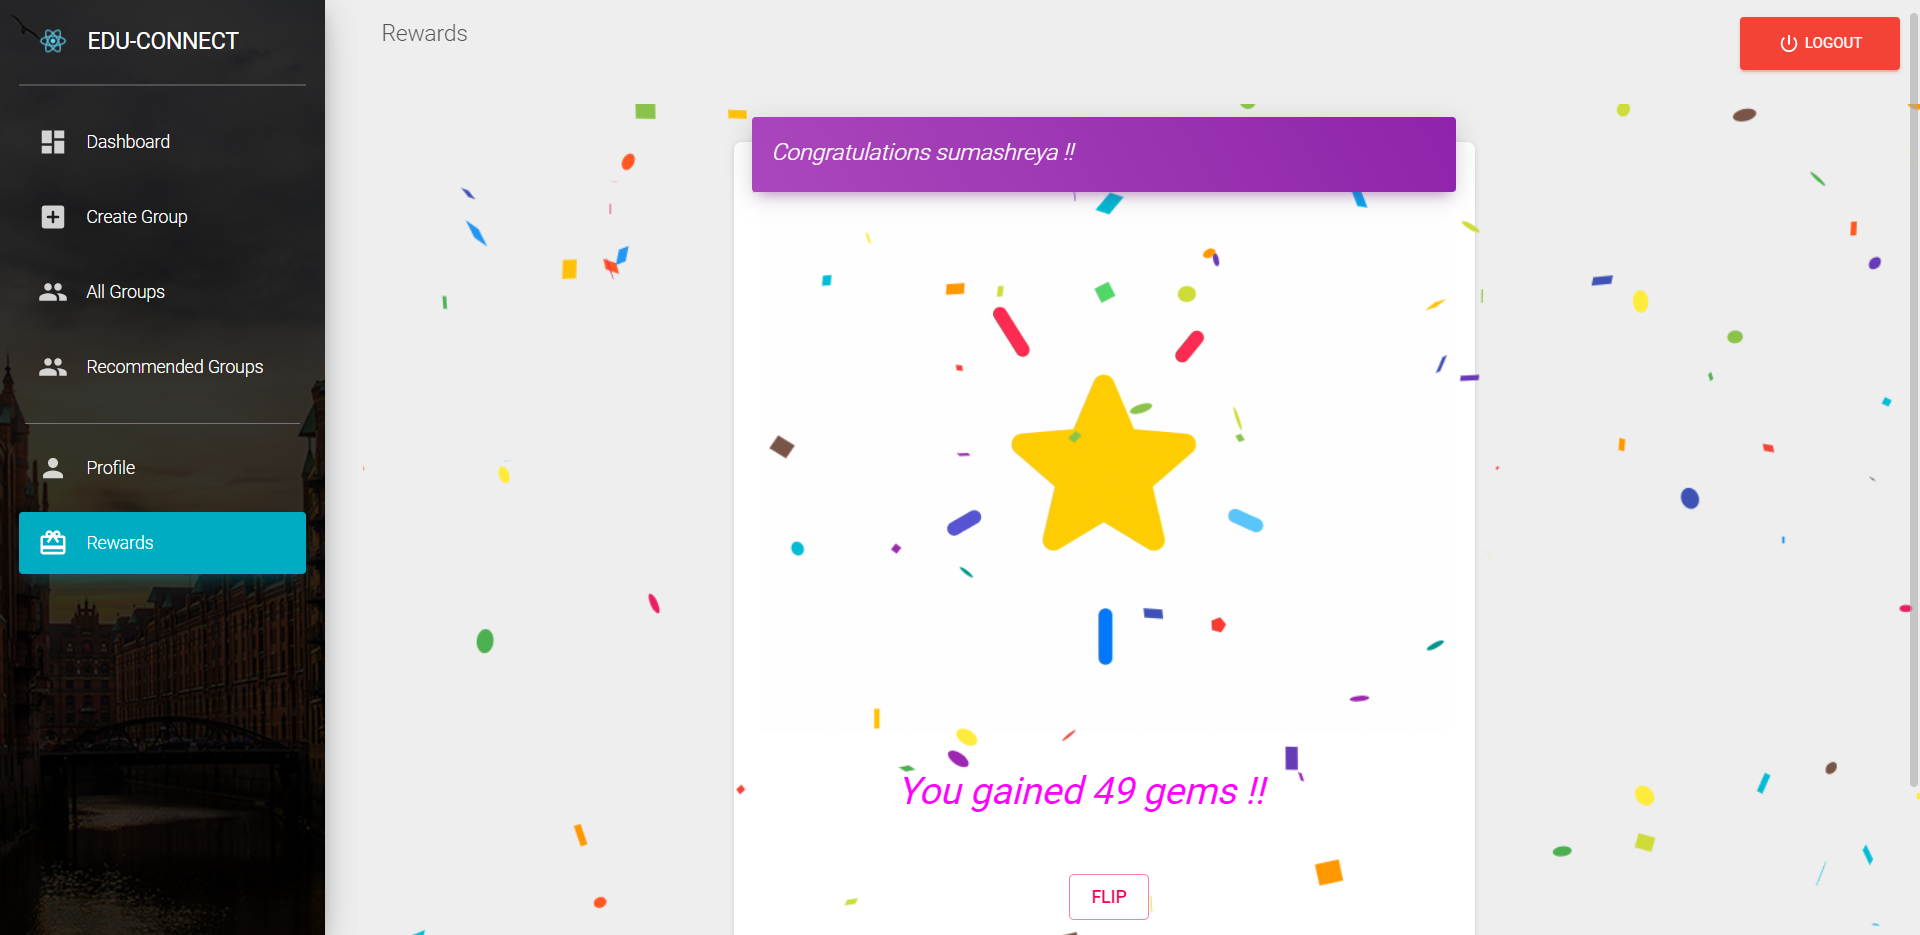 EDU-CONNECT
Dashboard
Create Group
All Groups
Recommended Groups
Profile
Rewards
Rewards
LOGOUT
Congratulations sumashreya !!
You gained 49 gems !!
FLIP